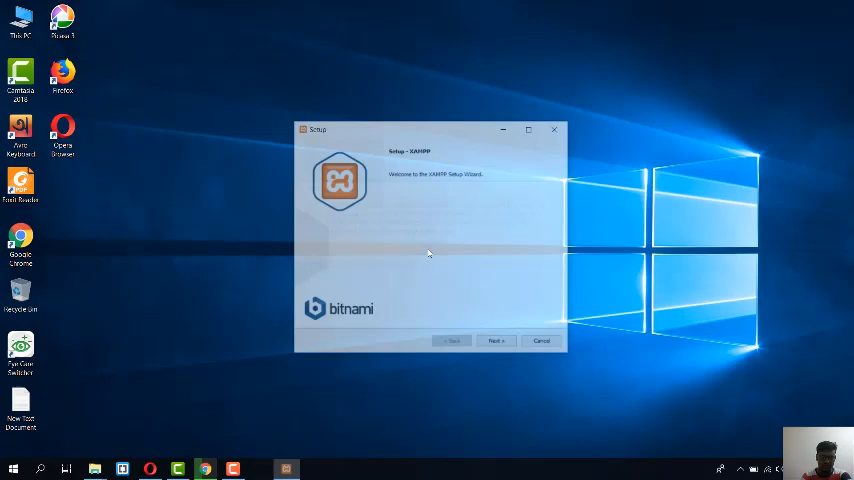 This PC
Picasa 3
Camtasia
2018
Firefox
Avro
Keyboard
Opera
Browser
PDF
Foxit Reader
Google
Chrome
Recycle Bin
Eye Care
Switcher
New Text
Document
Setup
Setup - XAMPP
Welcome to the XAMPP Setup Wizard.
bitnami
< Back
Next >
Cancel